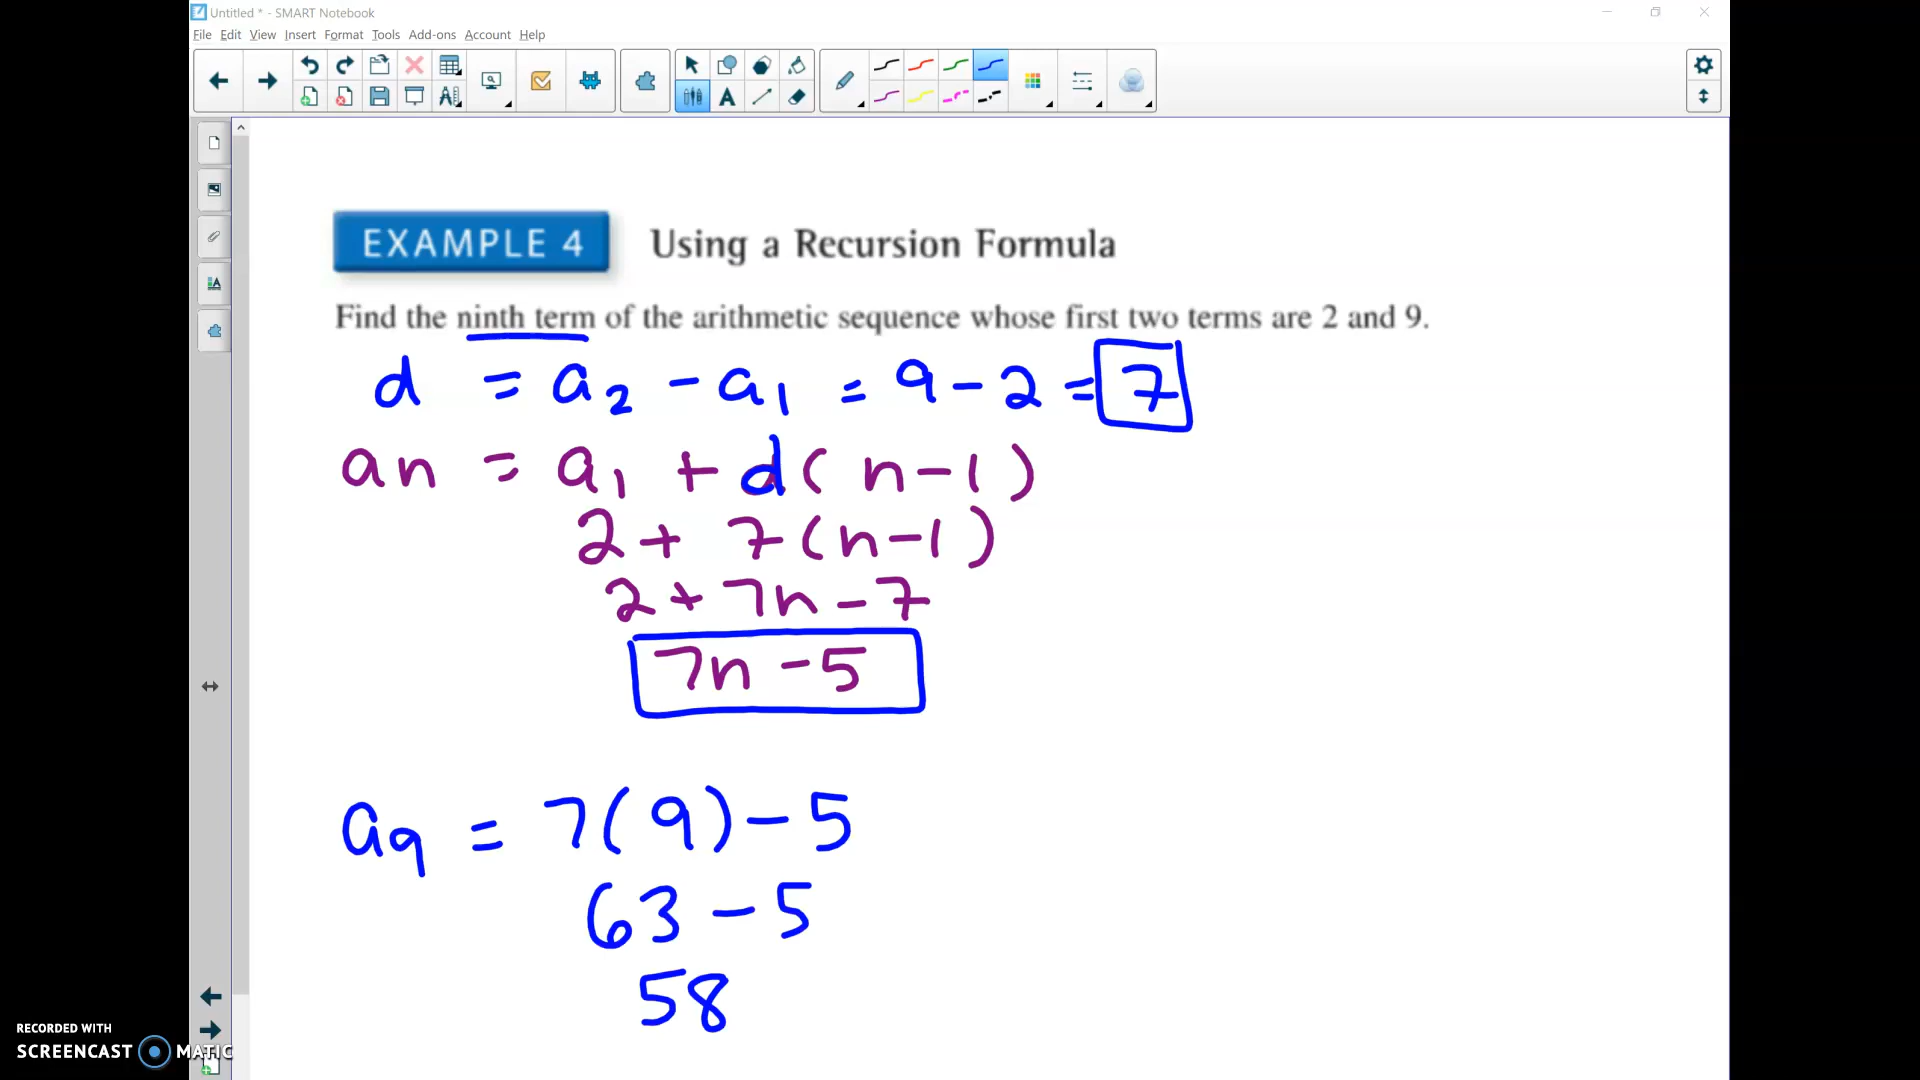 Untitled * - SMART Notebook
File Edit View Insert Format Tools Add-ons Account Help
EXAMPLE 4 Using a Recursion Formula
Find the ninth term of the arithmetic sequence whose first two terms are 2 and 9.
d = a₂ - a₁ = 9 - 2 = 7
an = a₁ + d(n-1)
2 + 7(n-1)
2 + 7n - 7
7n - 5
a₉ = 7(9) - 5
63 - 5
58
RECORDED WITH
SCREENCAST MATIC